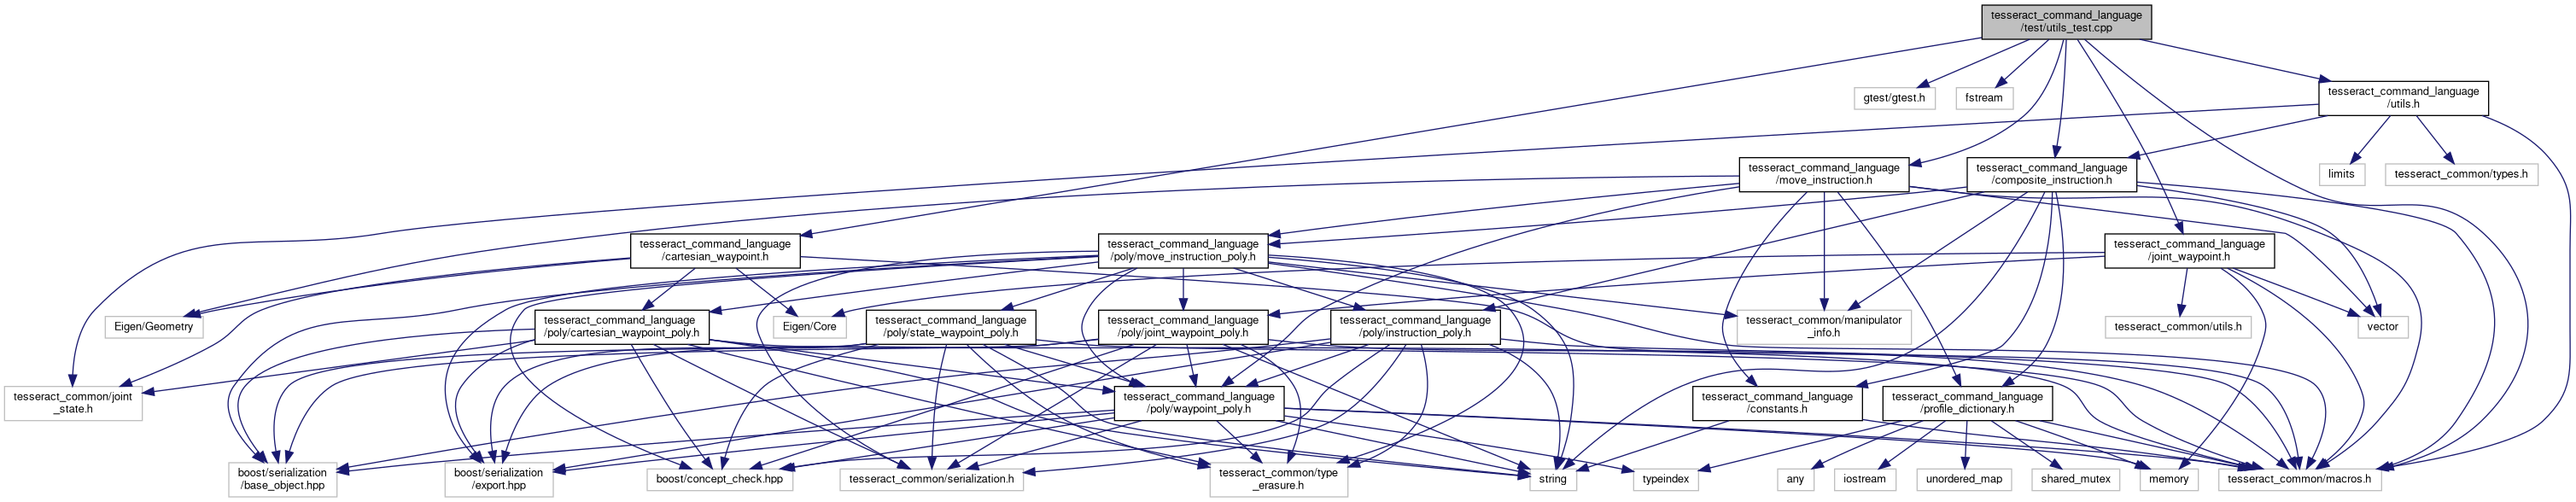 tesseract_command_language
/test/utils_test.cpp
gtest/gtest.h
fstream
tesseract_command_language
/utils.h
tesseract_command_language
/move_instruction.h
tesseract_command_language
/composite_instruction.h
limits
tesseract_common/types.h
tesseract_command_language
/cartesian_waypoint.h
tesseract_command_language
/poly/move_instruction_poly.h
tesseract_command_language
/joint_waypoint.h
Eigen/Geometry
tesseract_command_language
/poly/cartesian_waypoint_poly.h
Eigen/Core
tesseract_command_language
/poly/state_waypoint_poly.h
tesseract_command_language
/poly/joint_waypoint_poly.h
tesseract_command_language
/poly/instruction_poly.h
tesseract_common/manipulator
_info.h
tesseract_common/utils.h
vector
tesseract_common/joint
_state.h
tesseract_command_language
/poly/waypoint_poly.h
tesseract_command_language
/constants.h
tesseract_command_language
/profile_dictionary.h
boost/serialization
/base_object.hpp
boost/serialization
/export.hpp
boost/concept_check.hpp
tesseract_common/serialization.h
tesseract_common/type
_erasure.h
string
typeindex
any
iostream
unordered_map
shared_mutex
memory
tesseract_common/macros.h